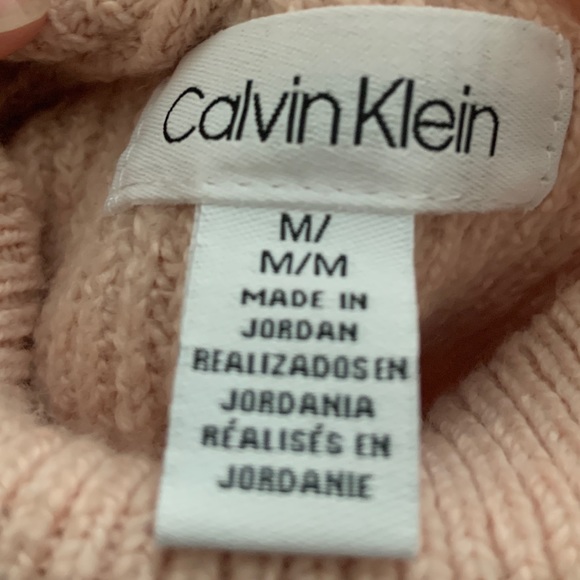 Calvin Klein
M/
M/M
MADE IN
JORDAN
REALIZADOS EN
JORDANIA
RÉALISÉS EN
JORDANIE